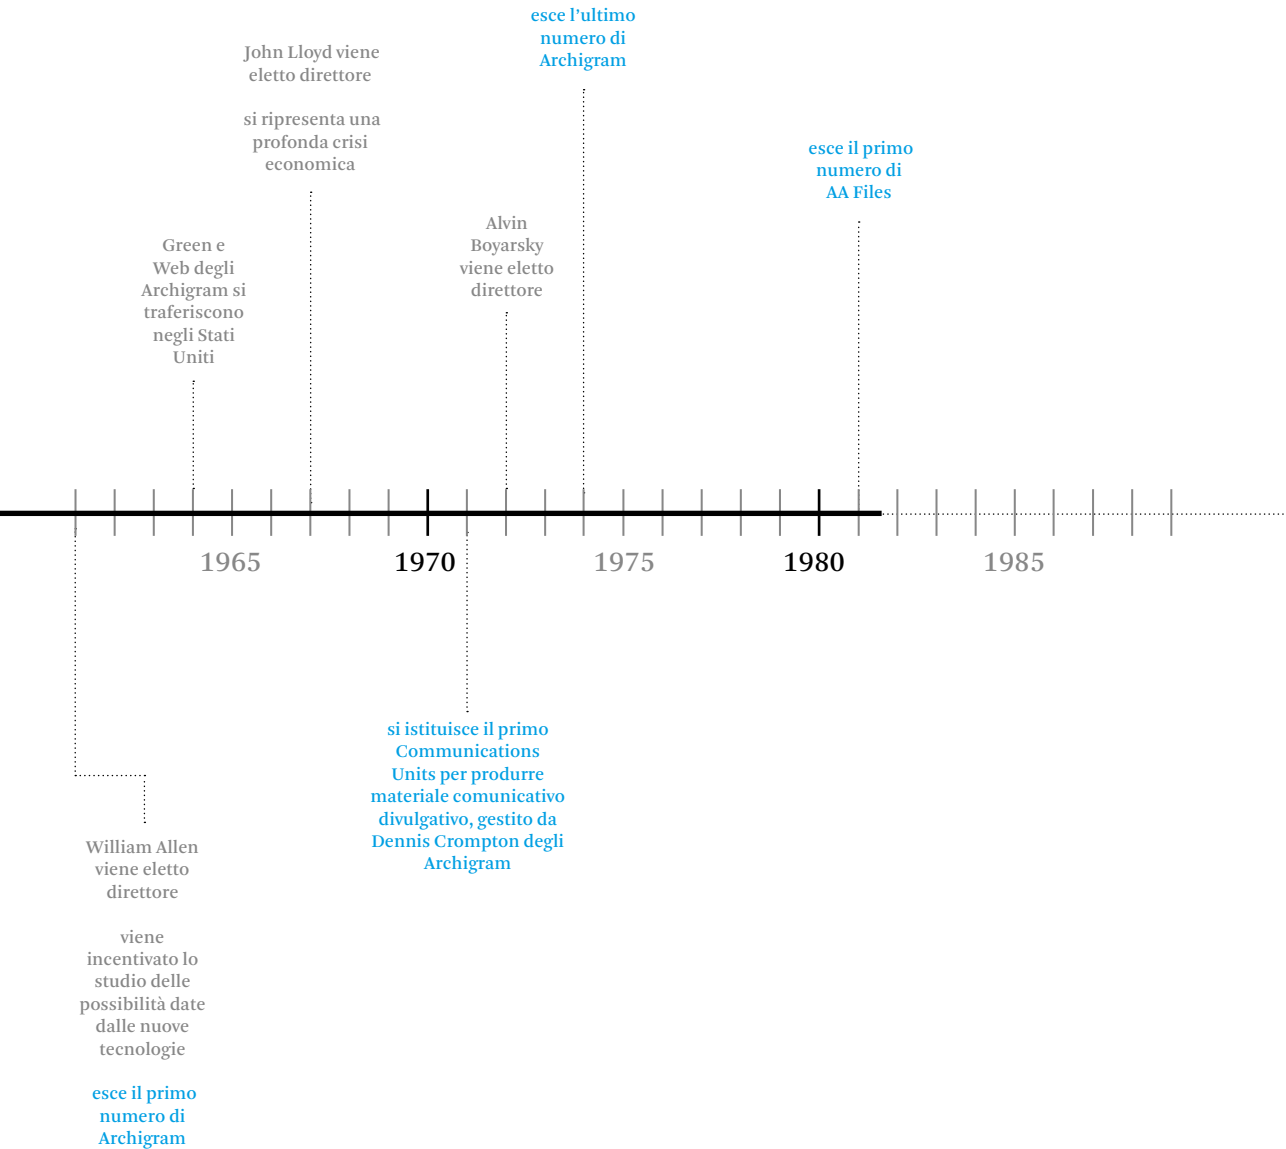 esce l’ultimo
numero di
Archigram
John Lloyd viene
eletto direttore
si ripresenta una
profonda crisi
economica
esce il primo
numero di
AA Files
Alvin
Boyarsky
viene eletto
direttore
Green e
Web degli
Archigram si
traferiscono
negli Stati
Uniti
1965
1970
1975
1980
1985
si istituisce il primo
Communications
Units per produrre
materiale comunicativo
divulgativo, gestito da
Dennis Crompton degli
Archigram
William Allen
viene eletto
direttore
viene
incentivato lo
studio delle
possibilità date
dalle nuove
tecnologie
esce il primo
numero di
Archigram